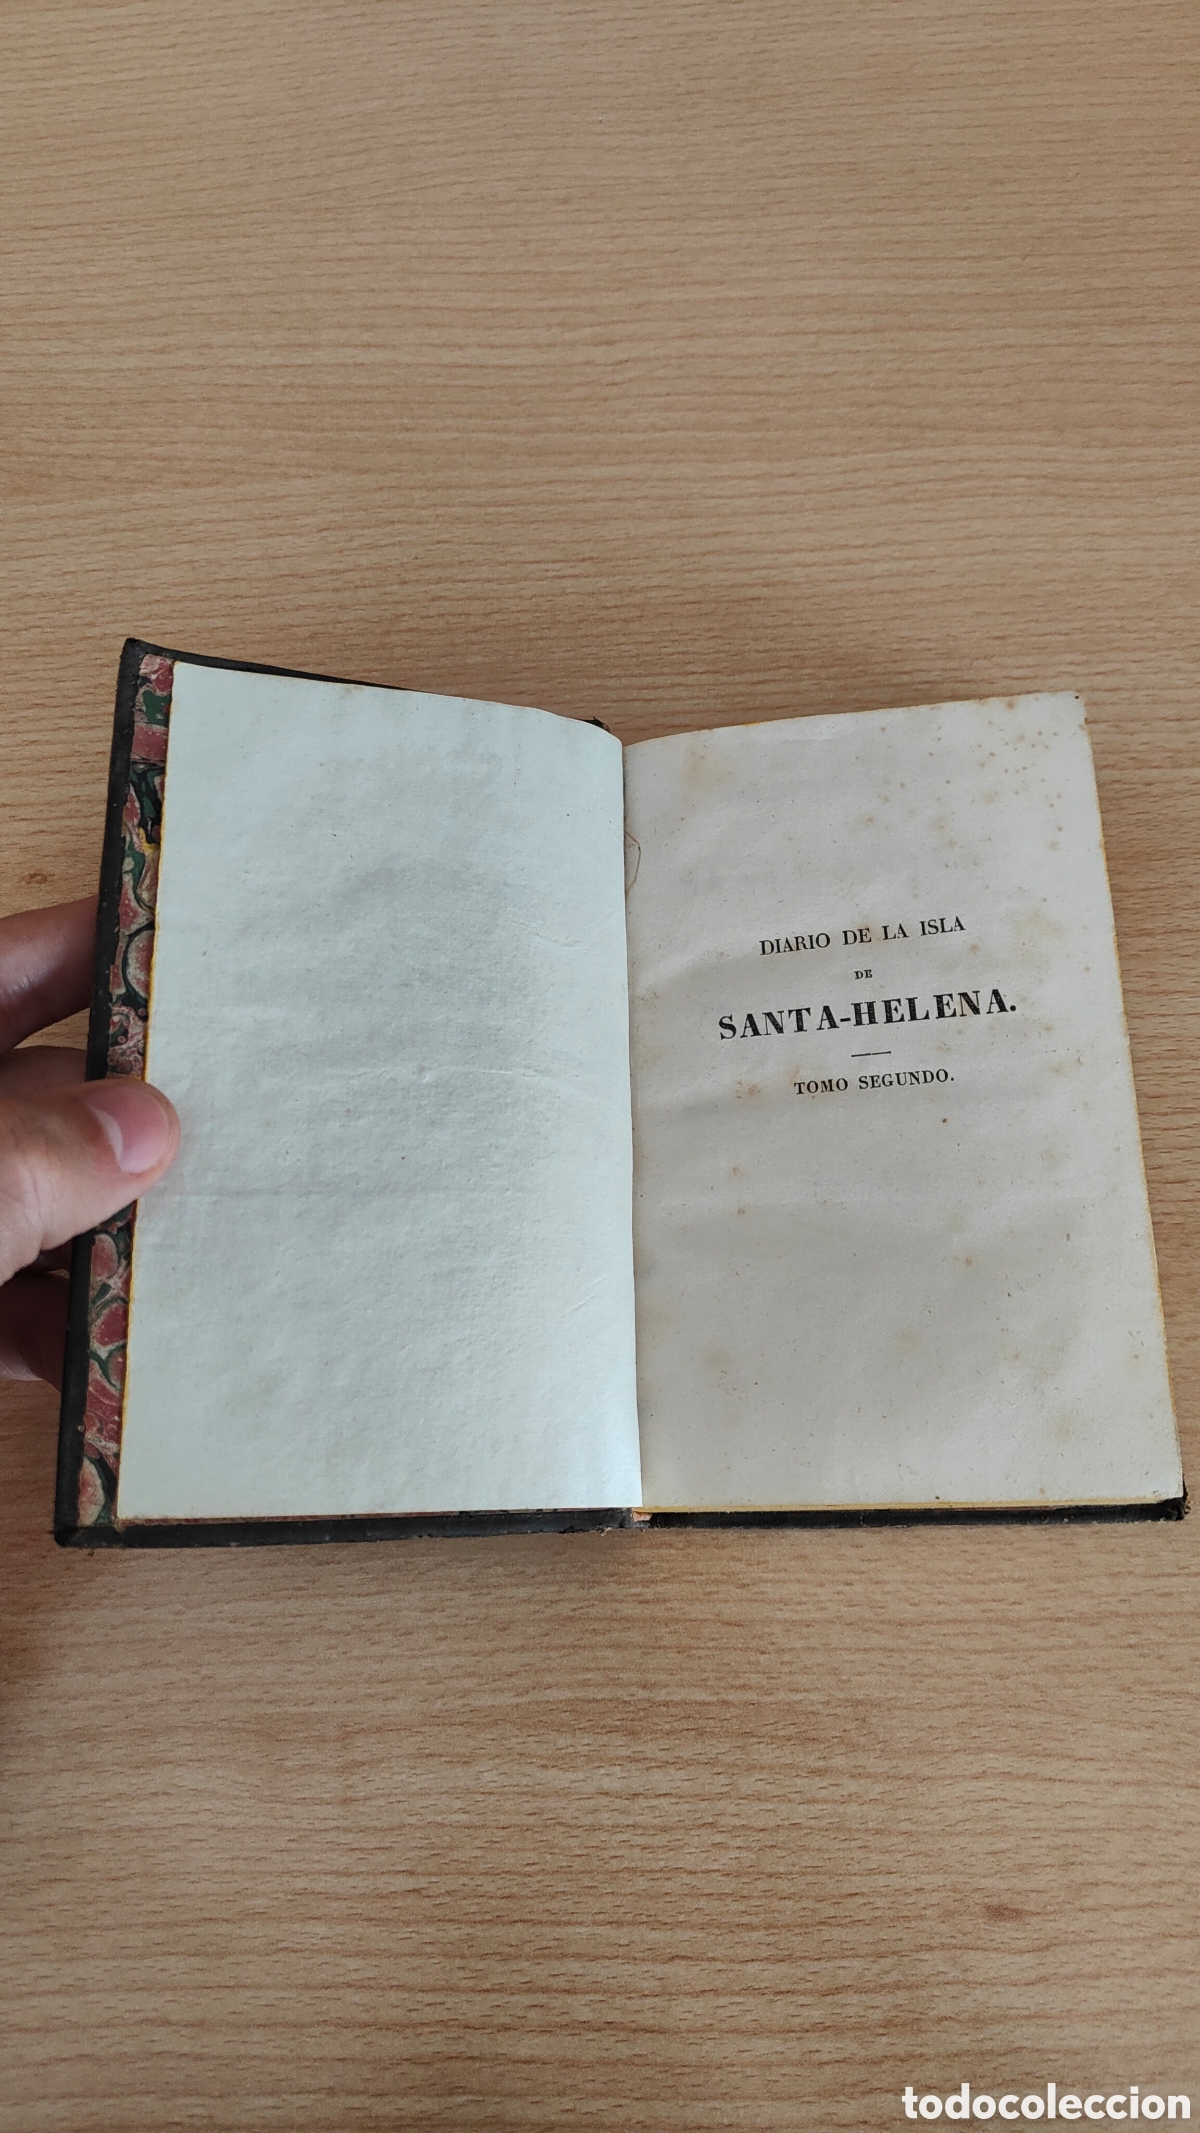 DIARIO DE LA ISLA
DE
SANTA-HELENA.
TOMO SEGUNDO.
todocoleccion